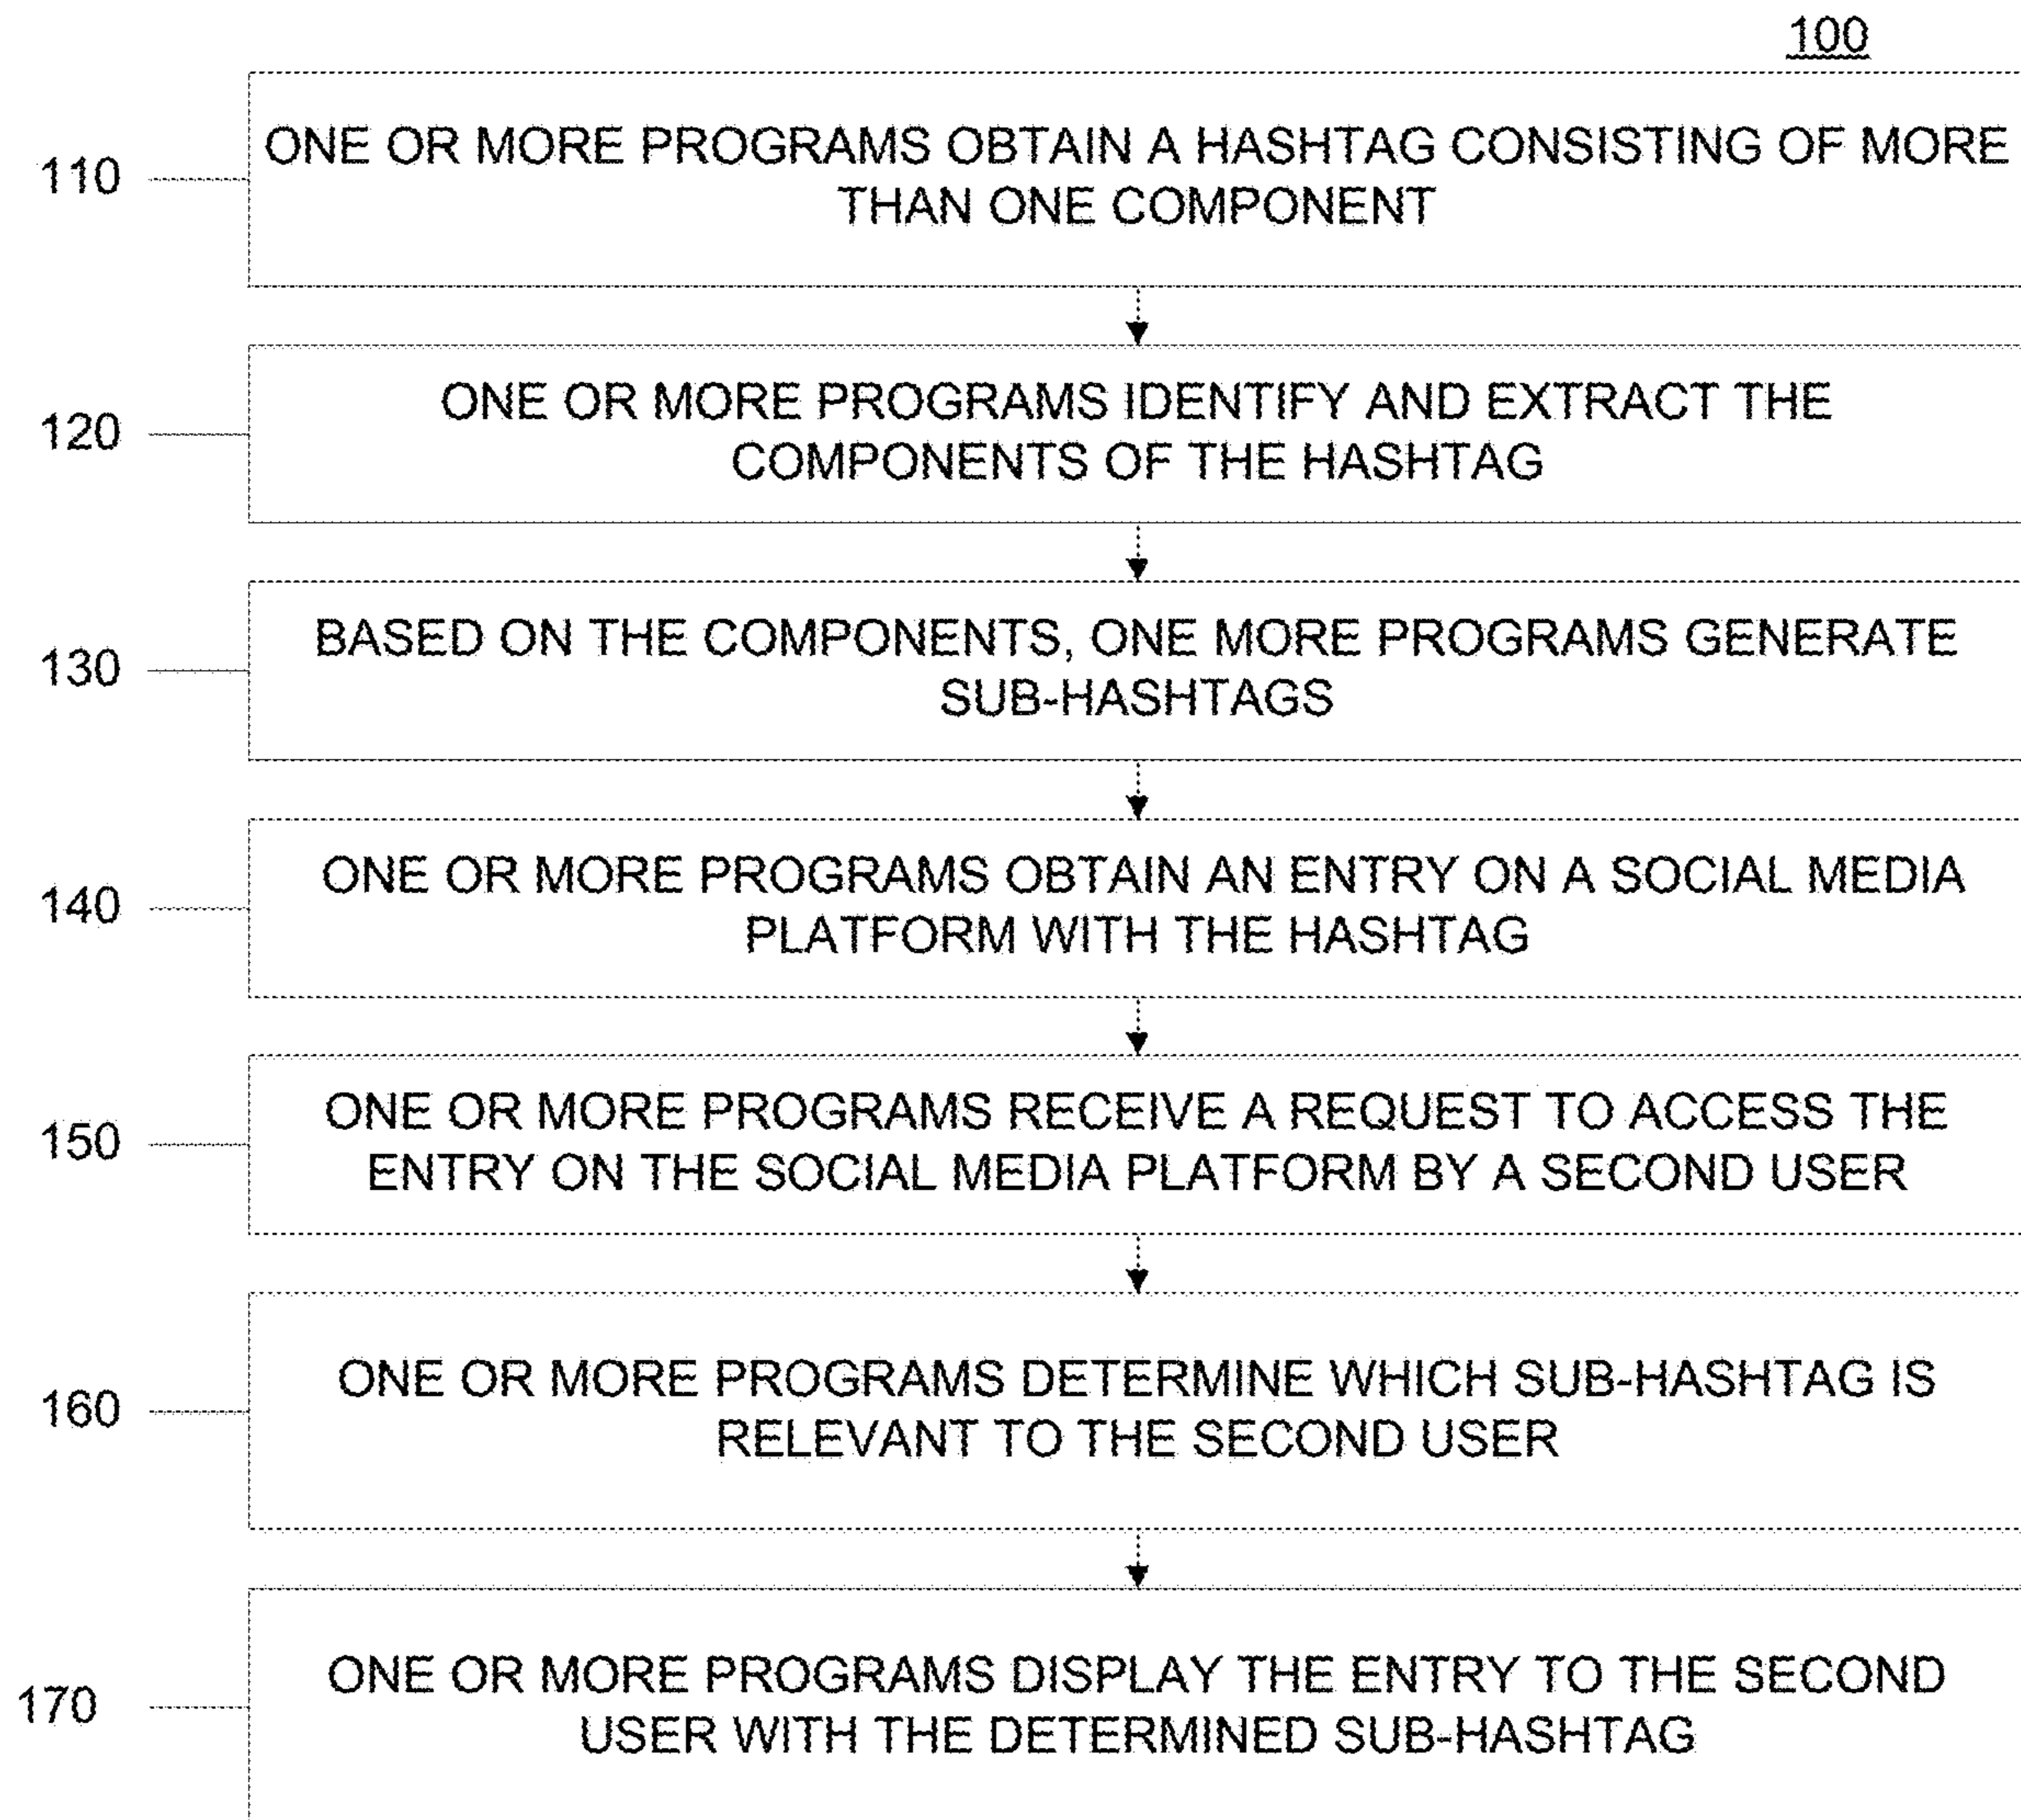 100
110
ONE OR MORE PROGRAMS OBTAIN A HASHTAG CONSISTING OF MORE
THAN ONE COMPONENT
120
ONE OR MORE PROGRAMS IDENTIFY AND EXTRACT THE
COMPONENTS OF THE HASHTAG
130
BASED ON THE COMPONENTS, ONE MORE PROGRAMS GENERATE
SUB-HASHTAGS
140
ONE OR MORE PROGRAMS OBTAIN AN ENTRY ON A SOCIAL MEDIA
PLATFORM WITH THE HASHTAG
150
ONE OR MORE PROGRAMS RECEIVE A REQUEST TO ACCESS THE
ENTRY ON THE SOCIAL MEDIA PLATFORM BY A SECOND USER
160
ONE OR MORE PROGRAMS DETERMINE WHICH SUB-HASHTAG IS
RELEVANT TO THE SECOND USER
170
ONE OR MORE PROGRAMS DISPLAY THE ENTRY TO THE SECOND
USER WITH THE DETERMINED SUB-HASHTAG